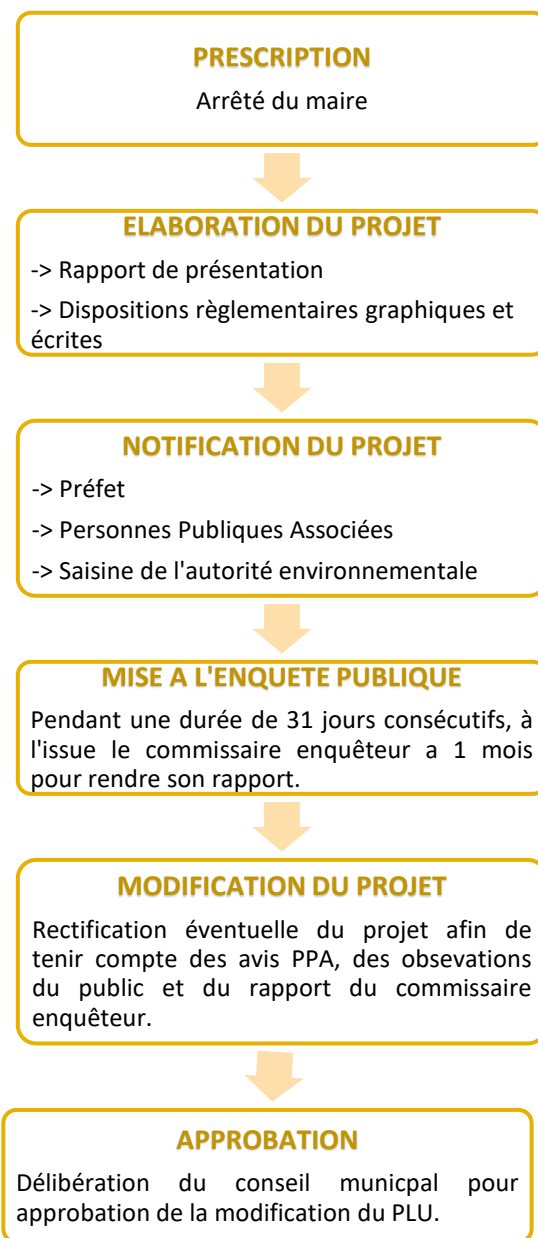 PRESCRIPTION
Arrêté du maire
ELABORATION DU PROJET
-> Rapport de présentation
-> Dispositions règlementaires graphiques et
écrites
NOTIFICATION DU PROJET
-> Préfet
-> Personnes Publiques Associées
-> Saisine de l'autorité environnementale
MISE A L'ENQUETE PUBLIQUE
Pendant une durée de 31 jours consécutifs, à
l'issue le commissaire enquêteur a 1 mois
pour rendre son rapport.
MODIFICATION DU PROJET
Rectification éventuelle du projet afin de
tenir compte des avis PPA, des obsevations
du public et du rapport du commissaire
enquêteur.
APPROBATION
Délibération du conseil municpal pour
approbation de la modification du PLU.